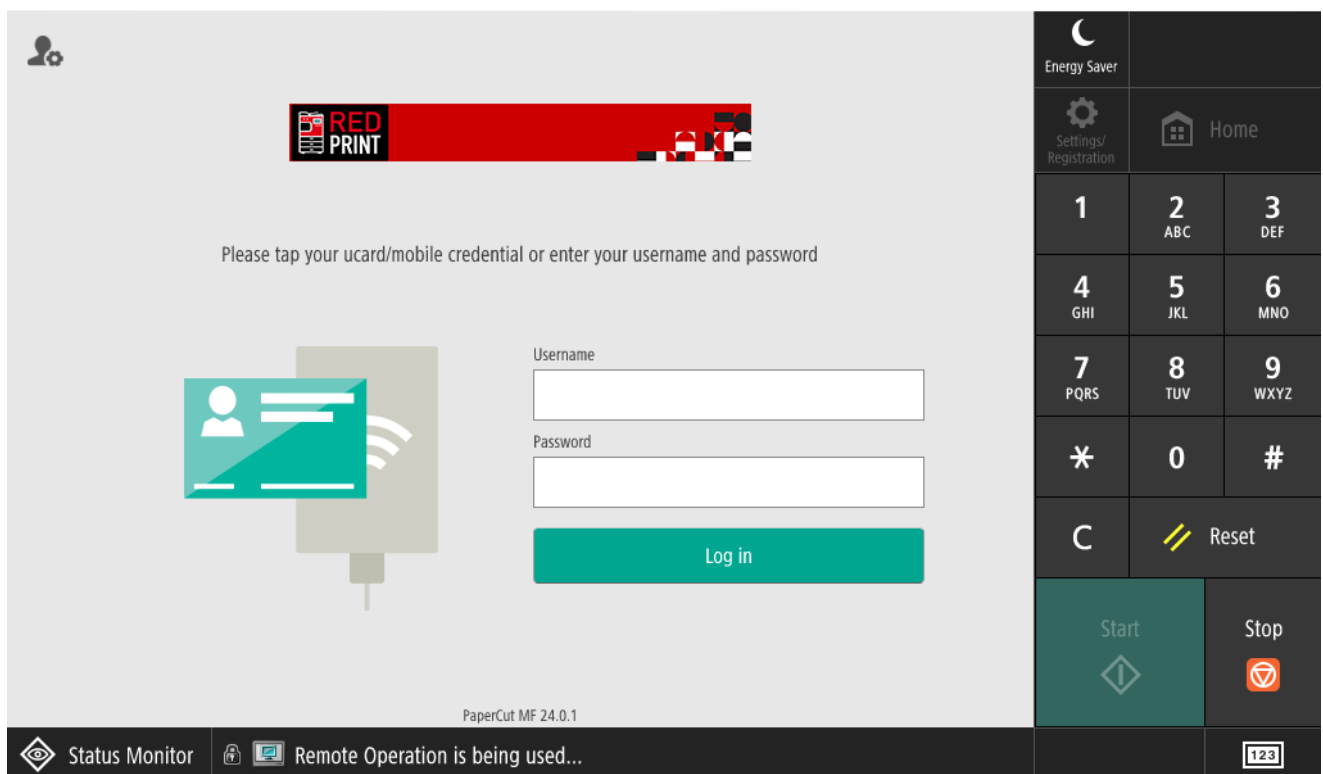 RED
PRINT
Please tap your ucard/mobile credential or enter your username and password
Username
Password
Log in
PaperCut MF 24.0.1
Energy Saver
Settings/
Registration
Home
1
2
ABC
3
DEF
4
GHI
5
JKL
6
MNO
7
PQRS
8
TUV
9
WXYZ
*
0
#
C
Reset
Start
Stop
Status Monitor
Remote Operation is being used...
123